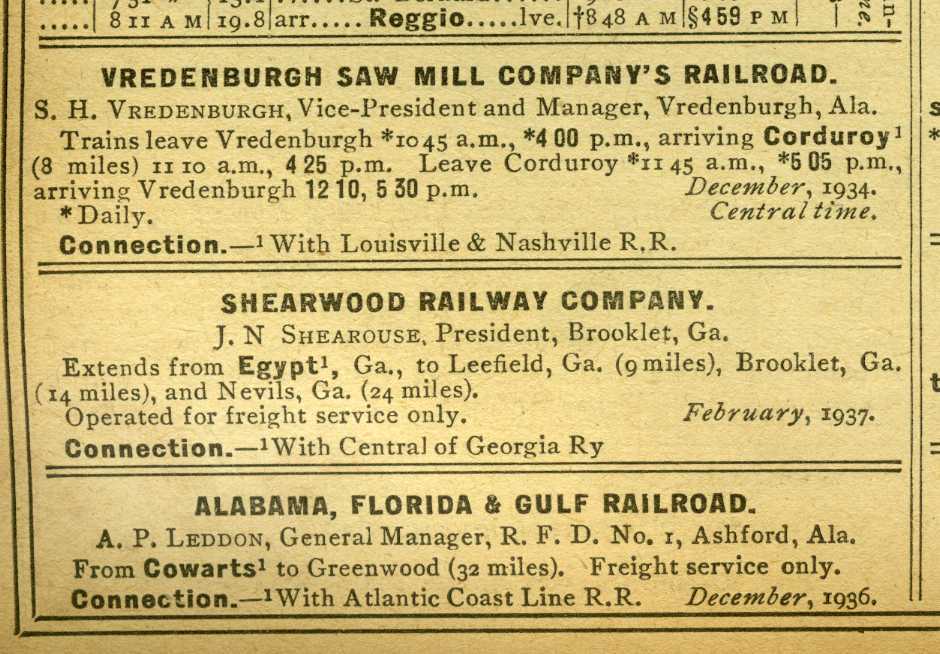 8 11 A M 19.8 arr..... Reggio.....lve. †8 48 A M §4 59 P M
VREDENBURGH SAW MILL COMPANY'S RAILROAD.
S. H. VREDENBURGH, Vice-President and Manager, Vredenburgh, Ala.
Trains leave Vredenburgh *10 45 a.m., *4 00 p.m., arriving Corduroy¹
(8 miles) 11 10 a.m., 4 25 p.m. Leave Corduroy *11 45 a.m., *5 05 p.m.,
arriving Vredenburgh 12 10, 5 30 p.m. December, 1934.
* Daily. Central time.
Connection.—¹ With Louisville & Nashville R.R.
SHEARWOOD RAILWAY COMPANY.
J. N SHEAROUSE, President, Brooklet, Ga.
Extends from Egypt¹, Ga., to Leefield, Ga. (9 miles), Brooklet, Ga.
(14 miles), and Nevils, Ga. (24 miles).
Operated for freight service only. February, 1937.
Connection.—¹With Central of Georgia Ry
ALABAMA, FLORIDA & GULF RAILROAD.
A. P. LEDDON, General Manager, R. F. D. No. 1, Ashford, Ala.
From Cowarts¹ to Greenwood (32 miles). Freight service only.
Connection.—¹With Atlantic Coast Line R.R. December, 1936.